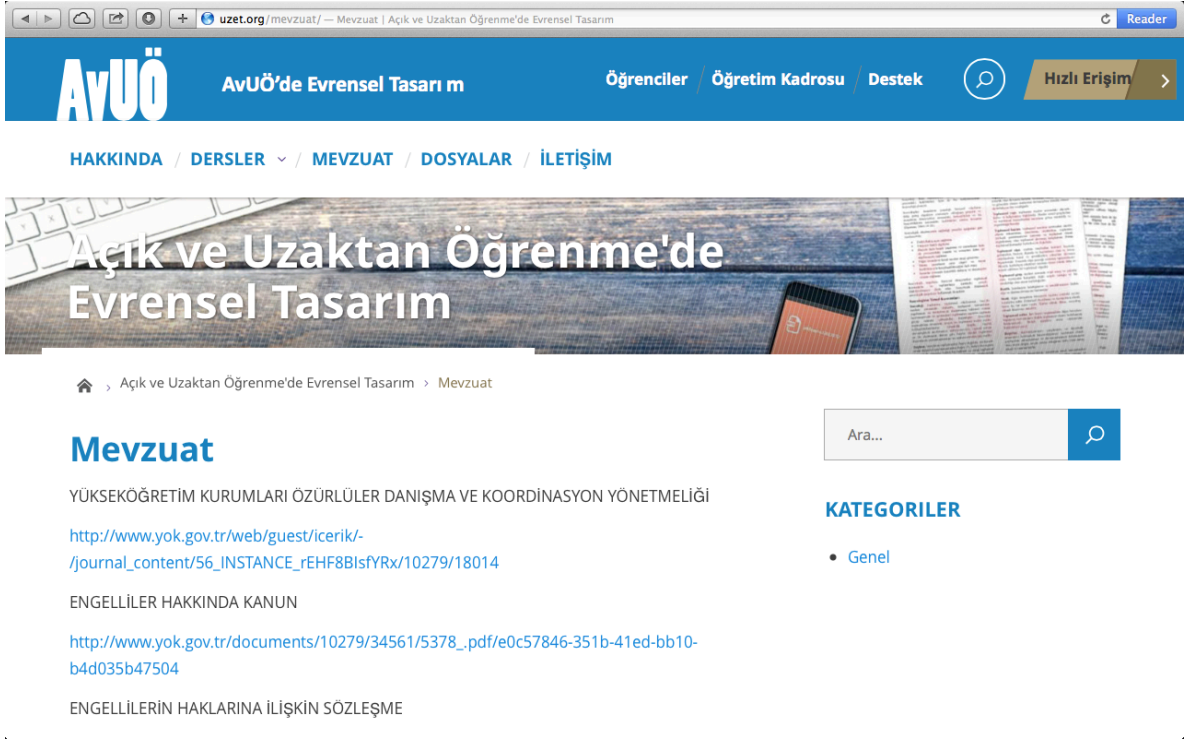 uzet.org/mevzuat/ — Mevzuat | Açık ve Uzaktan Öğrenme'de Evrensel Tasarım
Reader
AvUÖ
AvUÖ’de Evrensel Tasarı m
Öğrenciler / Öğretim Kadrosu / Destek
Hızlı Erişim
HAKKINDA / DERSLER / MEVZUAT / DOSYALAR / İLETİŞİM
Açık ve Uzaktan Öğrenme'de
Evrensel Tasarım
Açık ve Uzaktan Öğrenme'de Evrensel Tasarım › Mevzuat
Ara...
Mevzuat
YÜKSEKÖĞRETİM KURUMLARI ÖZÜRLÜLER DANIŞMA VE KOORDİNASYON YÖNETMELİĞİ
http://www.yok.gov.tr/web/guest/icerik/-
/journal_content/56_INSTANCE_rEHF8BIsfYRx/10279/18014
ENGELLİLER HAKKINDA KANUN
http://www.yok.gov.tr/documents/10279/34561/5378_.pdf/e0c57846-351b-41ed-bb10-
b4d035b47504
ENGELLİLERİN HAKLARINA İLİŞKİN SÖZLEŞME
KATEGORILER
Genel